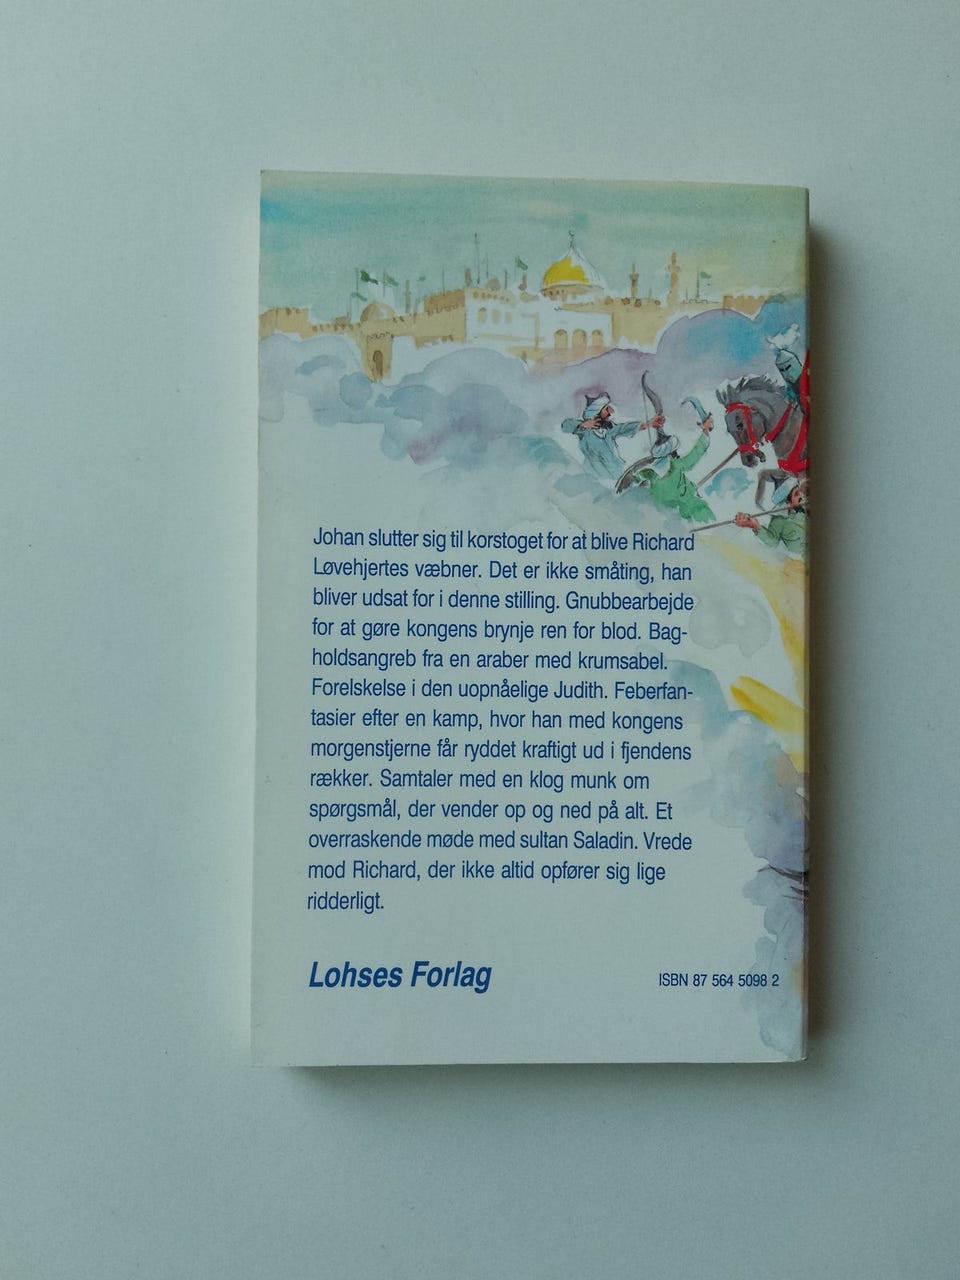 Johan slutter sig til korstoget for at blive Richard
Løvehjertes væbner. Det er ikke småting, han
bliver udsat for i denne stilling. Gnubbearbejde
for at gøre kongens brynje ren for blod. Bag-
holdsangreb fra en araber med krumsabel.
Forelskelse i den uopnåelige Judith. Feberfan-
tasier efter en kamp, hvor han med kongens
morgenstjerne får ryddet kraftigt ud i fjendens
rækker. Samtaler med en klog munk om
spørgsmål, der vender op og ned på alt. Et
overraskende møde med sultan Saladin. Vrede
mod Richard, der ikke altid opfører sig lige
ridderligt.
Lohses Forlag
ISBN 87 564 5098 2